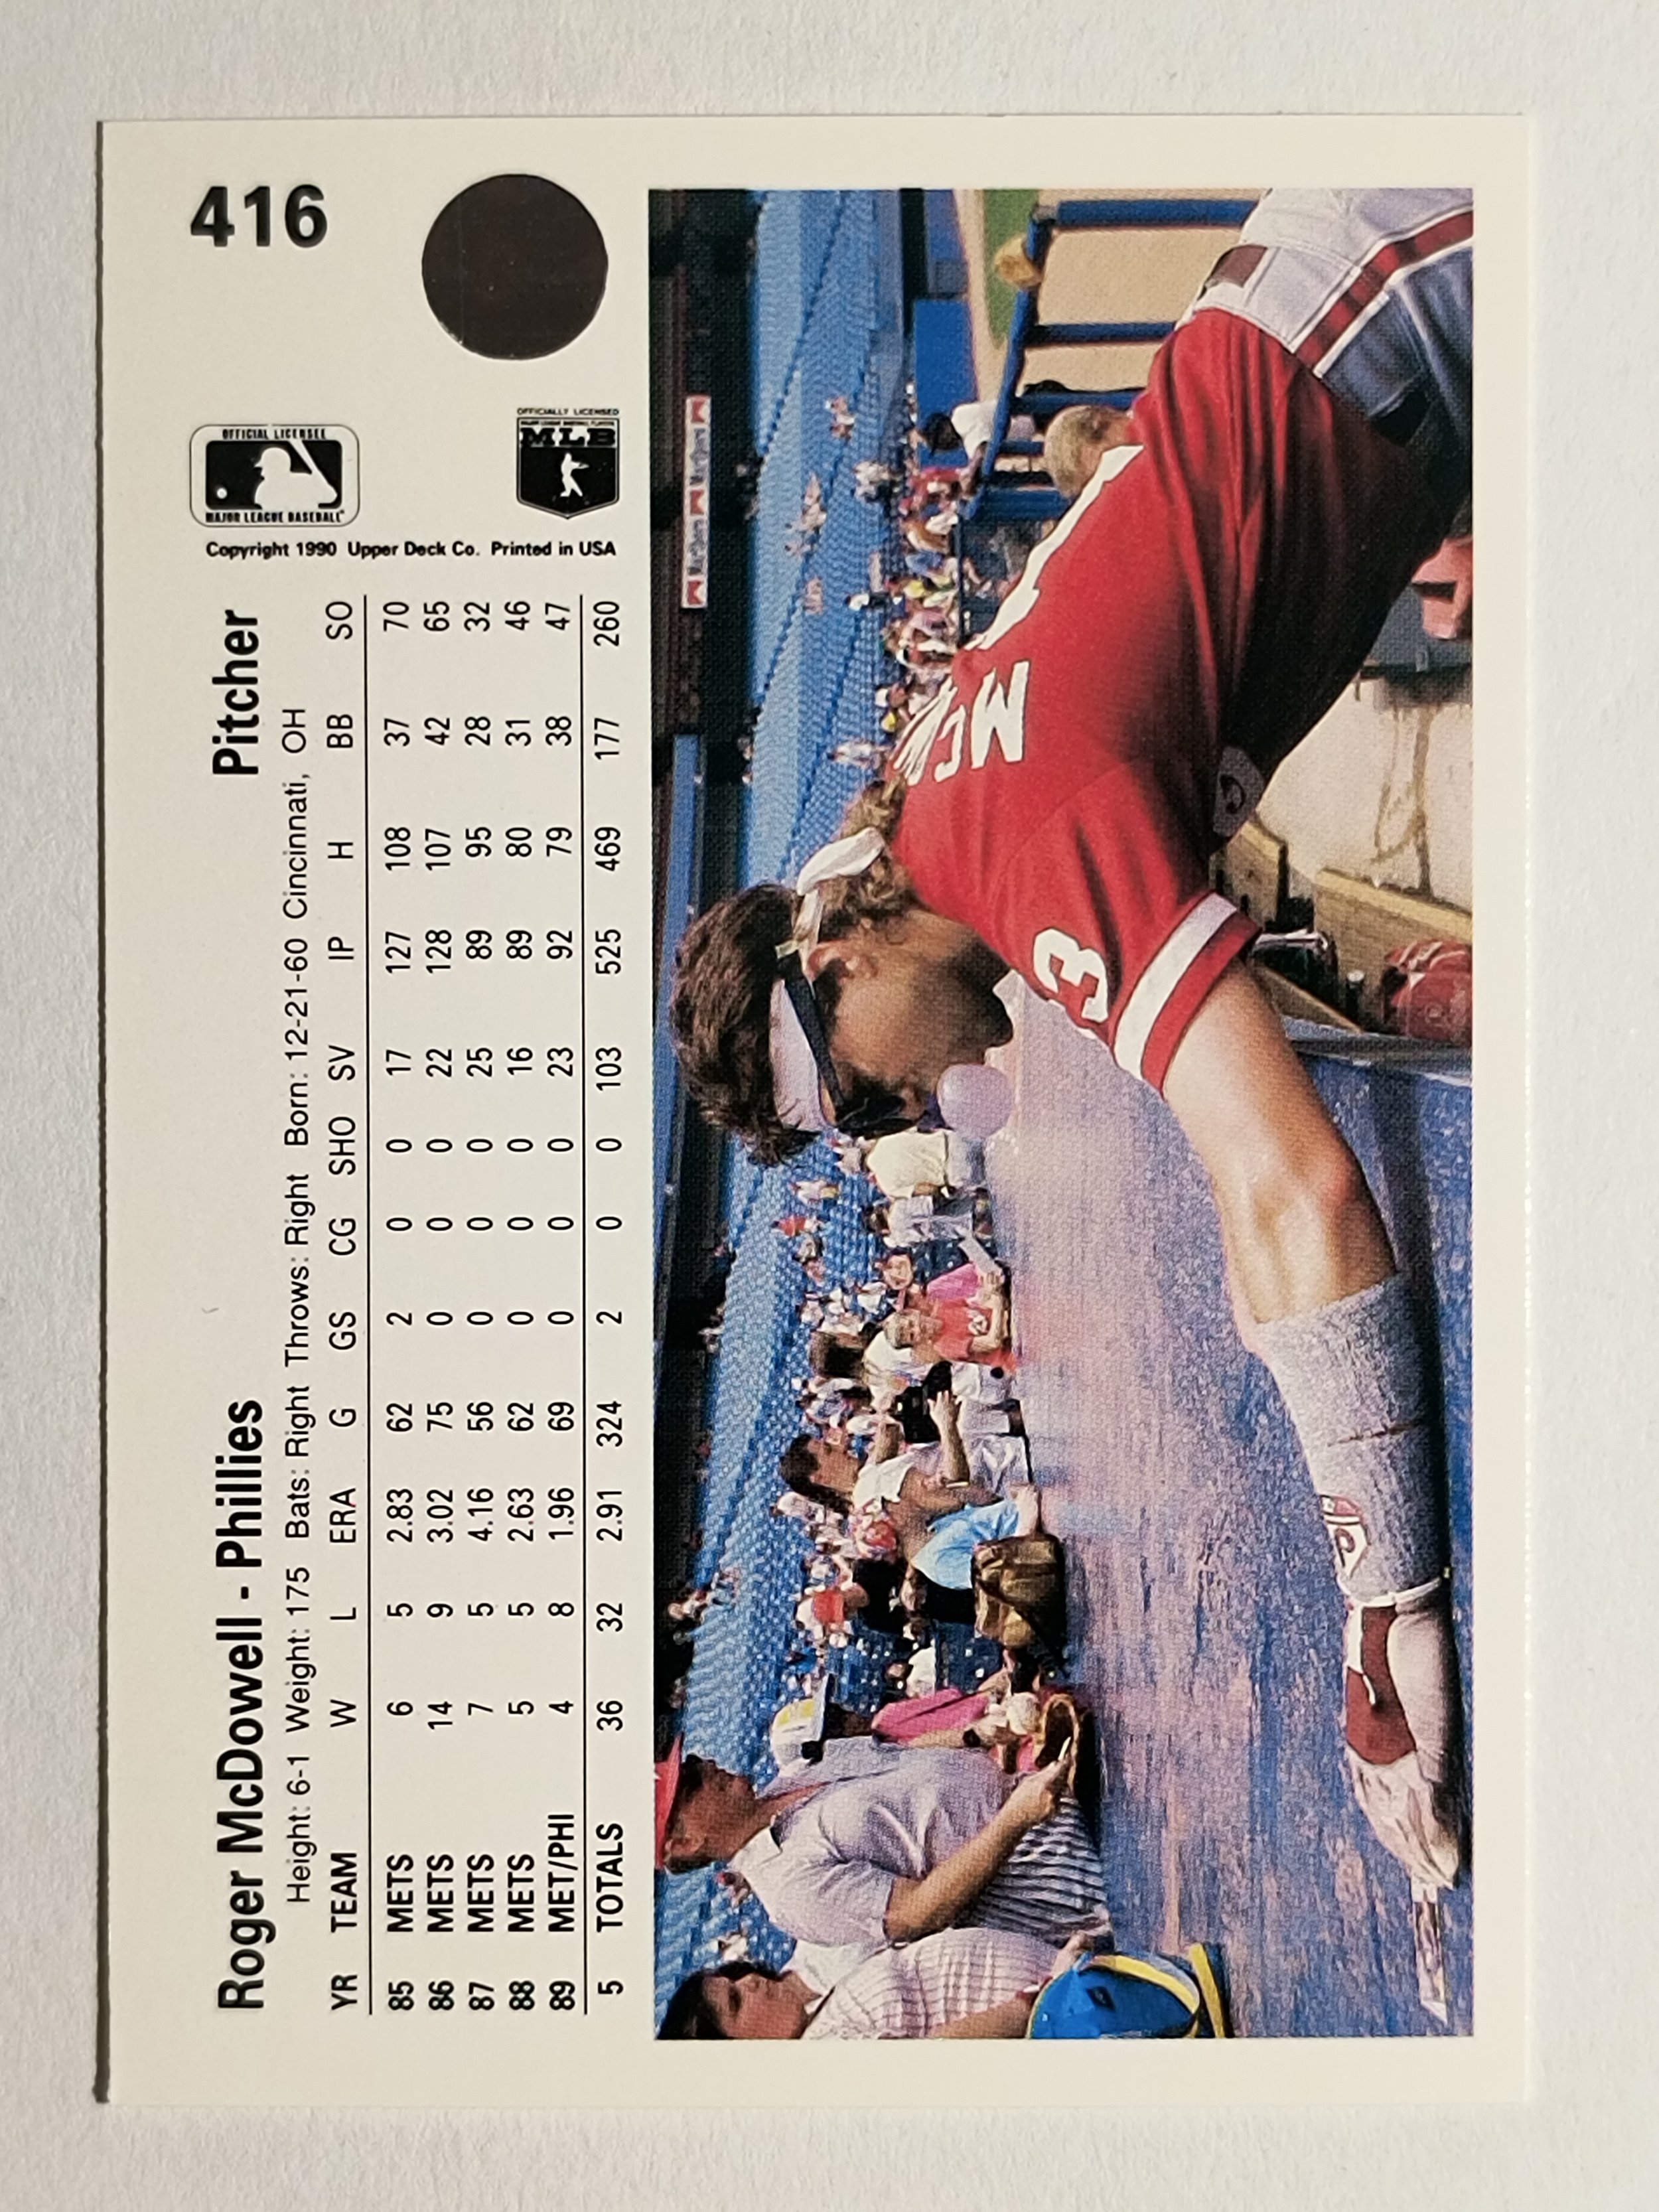 416
Roger McDowell - Phillies Pitcher
Height: 6-1 Weight: 175 Bats: Right Throws: Right Born: 12-21-60 Cincinnati, OH
YR TEAM W L ERA G GS CG SHO SV IP H BB SO
85 METS 6 5 2.83 62 2 0 0 17 127 108 37 70
86 METS 14 9 3.02 75 0 0 0 22 128 107 42 65
87 METS 7 5 4.16 56 0 0 0 25 89 95 28 32
88 METS 5 5 2.63 62 0 0 0 16 89 80 31 46
89 MET/PHI 4 8 1.96 69 0 0 0 23 92 79 38 47
5 TOTALS 36 32 2.91 324 2 0 0 103 525 469 177 260
Copyright 1990 Upper Deck Co. Printed in USA
OFFICIAL LICENSEE
MAJOR LEAGUE BASEBALL
OFFICIALLY LICENSED
MLB
Marlboro Marlboro
3